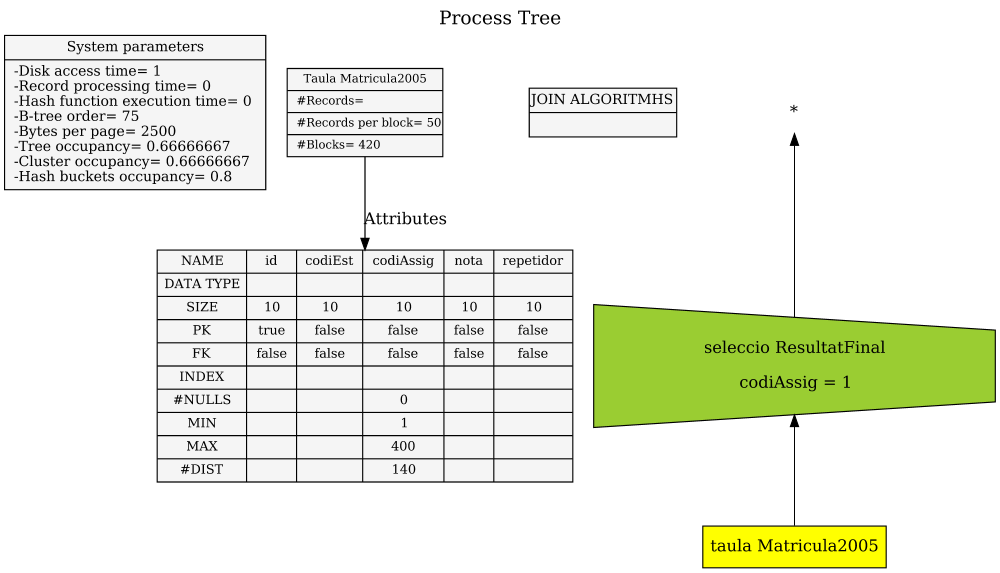 Process Tree
System parameters
-Disk access time= 1
-Record processing time= 0
-Hash function execution time= 0
-B-tree order= 75
-Bytes per page= 2500
-Tree occupancy= 0.66666667
-Cluster occupancy= 0.66666667
-Hash buckets occupancy= 0.8
Taula Matricula2005
#Records=
#Records per block= 50
#Blocks= 420
JOIN ALGORITMHS
*
Attributes
NAME id codiEst codiAssig nota repetidor
DATA TYPE
SIZE 10 10 10 10 10
PK true false false false false
FK false false false false false
INDEX
#NULLS 0
MIN 1
MAX 400
#DIST 140
seleccio ResultatFinal
codiAssig = 1
taula Matricula2005